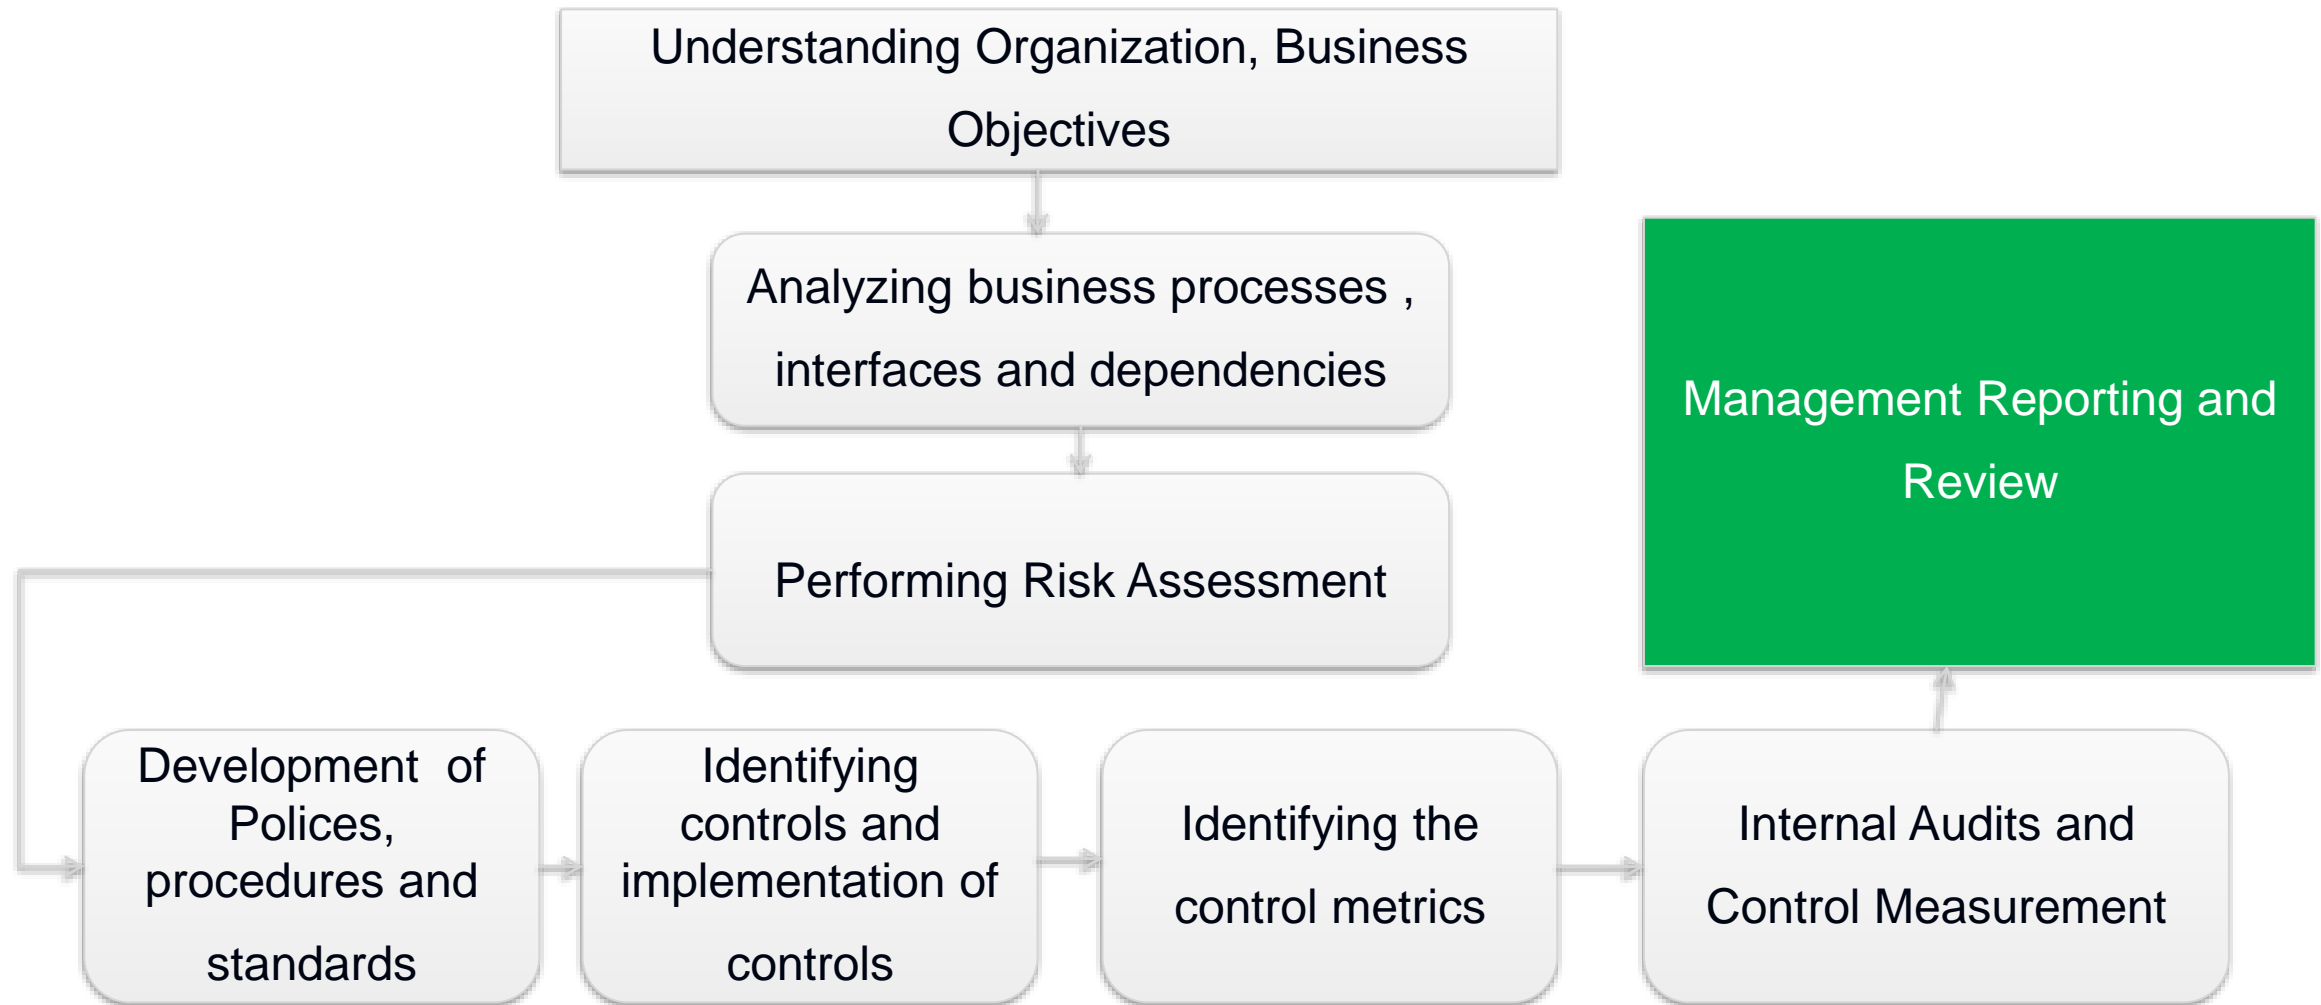 Understanding Organization, Business
Objectives
Analyzing business processes ,
interfaces and dependencies
Performing Risk Assessment
Development  of
Polices,
procedures and
standards
Identifying
controls and
implementation of
controls
Identifying the
control metrics
Internal Audits and
Control Measurement
Management Reporting and
Review